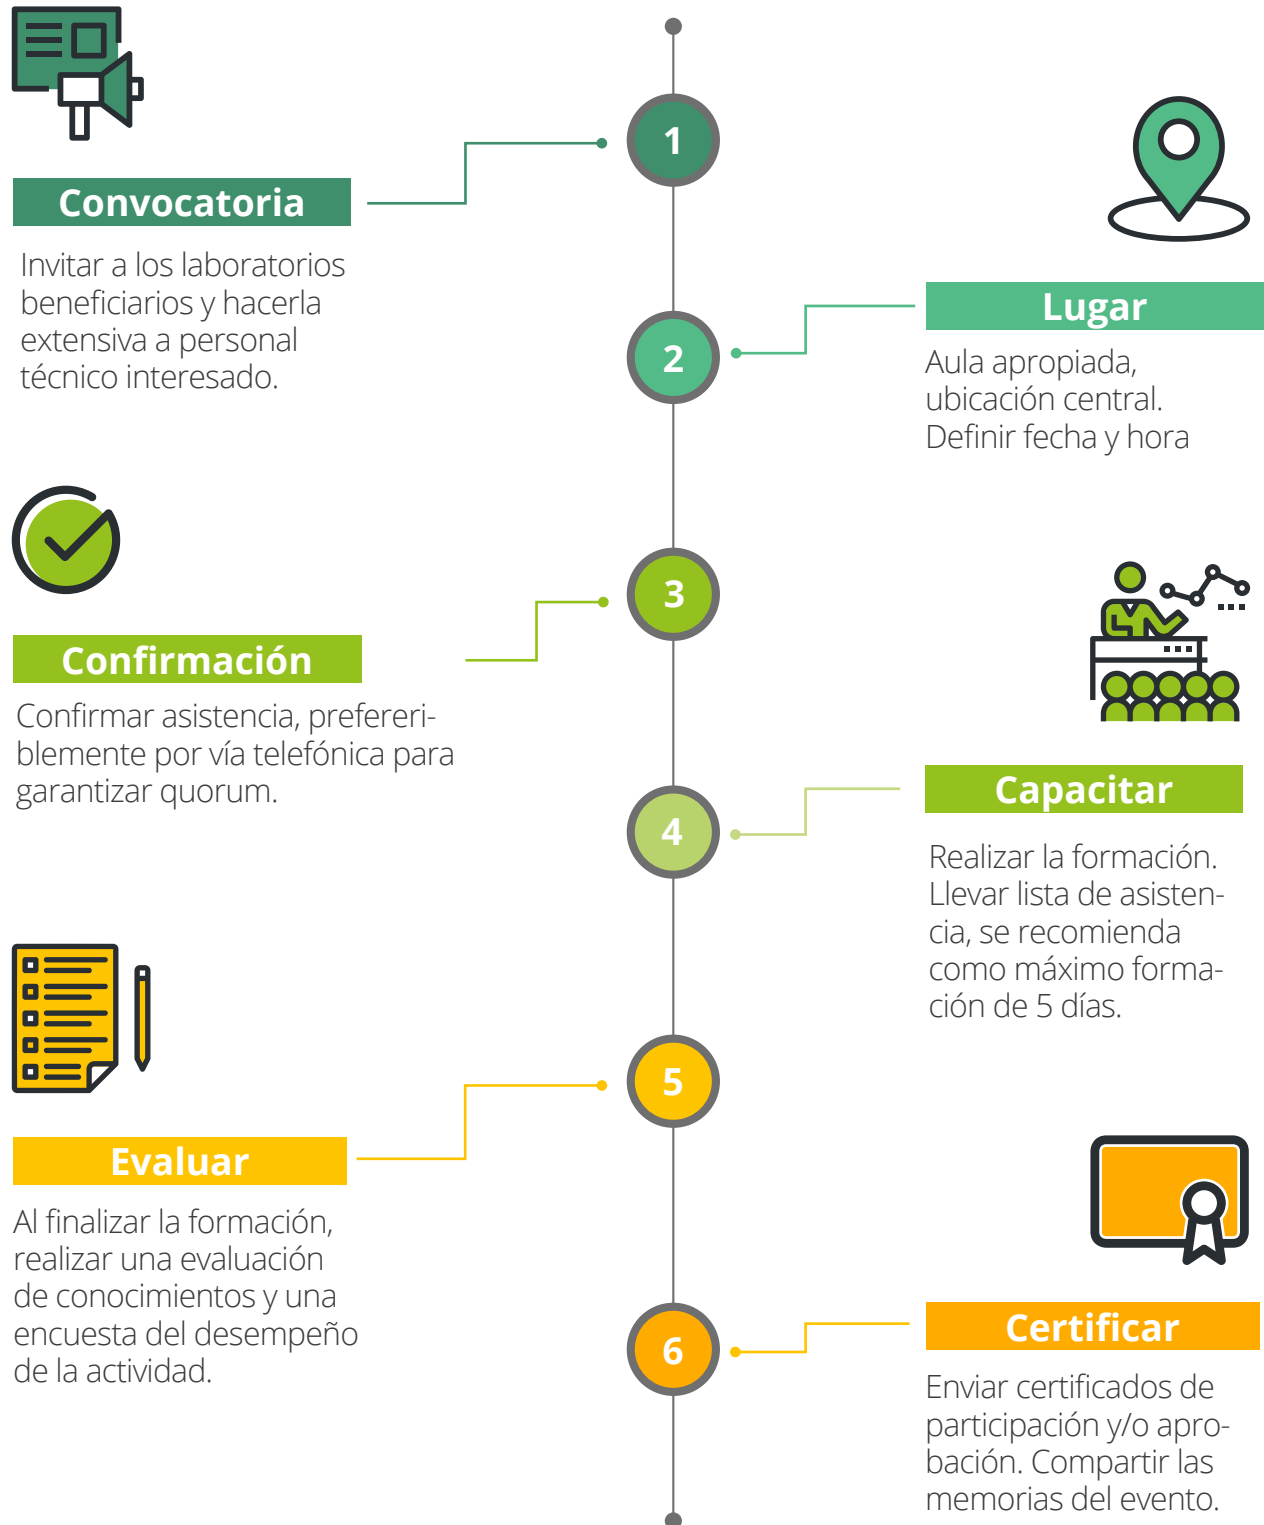 1
Convocatoria
Invitar a los laboratorios
beneficiarios y hacerla
extensiva a personal
técnico interesado.
2
Lugar
Aula apropiada,
ubicación central.
Definir fecha y hora
3
Confirmación
Confirmar asistencia, prefereri-
blemente por vía telefónica para
garantizar quorum.
4
Capacitar
Realizar la formación.
Llevar lista de asisten-
cia, se recomienda
como máximo forma-
ción de 5 días.
5
Evaluar
Al finalizar la formación,
realizar una evaluación
de conocimientos y una
encuesta del desempeño
de la actividad.
6
Certificar
Enviar certificados de
participación y/o apro-
bación. Compartir las
memorias del evento.